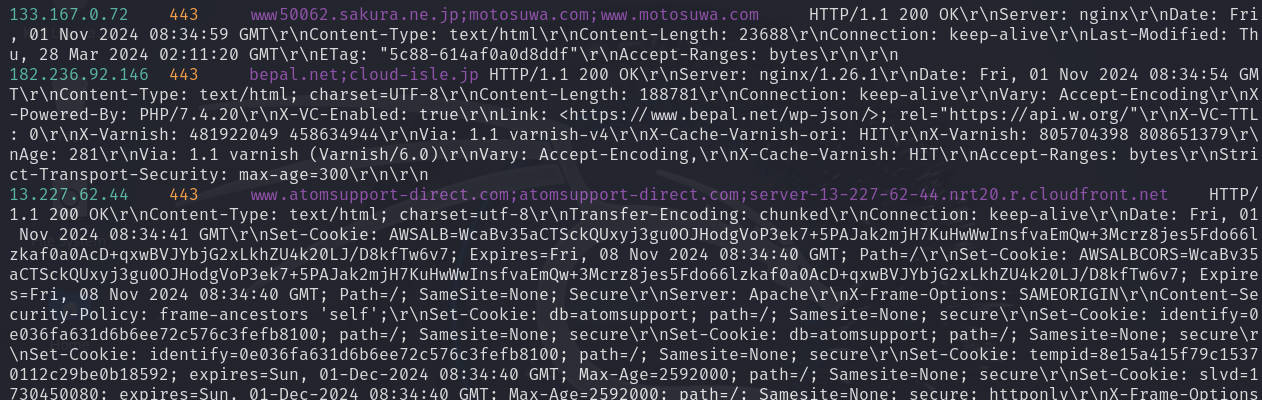 133.167.0.72 443 www50062.sakura.ne.jp;motosuwa.com;www.motosuwa.com HTTP/1.1 200 OK\r\nServer: nginx\r\nDate: Fri
, 01 Nov 2024 08:34:59 GMT\r\nContent-Type: text/html\r\nContent-Length: 23688\r\nConnection: keep-alive\r\nLast-Modified: Th
u, 28 Mar 2024 02:11:20 GMT\r\nETag: "5c88-614af0a0d8ddf"\r\nAccept-Ranges: bytes\r\n\r\n
182.236.92.146 443 bepal.net;cloud-isle.jp HTTP/1.1 200 OK\r\nServer: nginx/1.26.1\r\nDate: Fri, 01 Nov 2024 08:34:54 GM
T\r\nContent-Type: text/html; charset=UTF-8\r\nContent-Length: 188781\r\nConnection: keep-alive\r\nVary: Accept-Encoding\r\nX
-Powered-By: PHP/7.4.20\r\nX-VC-Enabled: true\r\nLink: <https://www.bepal.net/wp-json/>; rel="https://api.w.org/"\r\nX-VC-TTL
: 0\r\nX-Varnish: 481922049 458634944\r\nVia: 1.1 varnish-v4\r\nX-Cache-Varnish-ori: HIT\r\nX-Varnish: 805704398 808651379\r\
nAge: 281\r\nVia: 1.1 varnish (Varnish/6.0)\r\nVary: Accept-Encoding,\r\nX-Cache-Varnish: HIT\r\nAccept-Ranges: bytes\r\nStri
ct-Transport-Security: max-age=300\r\n\r\n
13.227.62.44 443 www.atomsupport-direct.com;atomsupport-direct.com;server-13-227-62-44.nrt20.r.cloudfront.net HTTP/
1.1 200 OK\r\nContent-Type: text/html; charset=utf-8\r\nTransfer-Encoding: chunked\r\nConnection: keep-alive\r\nDate: Fri, 01
 Nov 2024 08:34:41 GMT\r\nSet-Cookie: AWSALB=WcaBv35aCTSckQUxyj3gu0OJHodgVoP3ek7+5PAJak2mjH7KuHwWwInsfvaEmQw+3Mcrz8jes5Fdo66l
zkaf0a0AcD+qxwBVJYbjG2xLkhZU4k20LJ/D8kfTw6v7; Expires=Fri, 08 Nov 2024 08:34:40 GMT; Path=/\r\nSet-Cookie: AWSALBCORS=WcaBv35
aCTSckQUxyj3gu0OJHodgVoP3ek7+5PAJak2mjH7KuHwWwInsfvaEmQw+3Mcrz8jes5Fdo66lzkaf0a0AcD+qxwBVJYbjG2xLkhZU4k20LJ/D8kfTw6v7; Expire
s=Fri, 08 Nov 2024 08:34:40 GMT; Path=/; SameSite=None; Secure\r\nServer: Apache\r\nX-Frame-Options: SAMEORIGIN\r\nContent-Se
curity-Policy: frame-ancestors 'self';\r\nSet-Cookie: db=atomsupport; path=/; Samesite=None; secure\r\nSet-Cookie: identify=0
e036fa631d6b6ee72c576c3fefb8100; path=/; Samesite=None; secure\r\nSet-Cookie: db=atomsupport; path=/; Samesite=None; secure\r
\nSet-Cookie: identify=0e036fa631d6b6ee72c576c3fefb8100; path=/; Samesite=None; secure\r\nSet-Cookie: tempid=8e15a415f79c1537
0112c29be0b18592; expires=Sun, 01-Dec-2024 08:34:40 GMT; Max-Age=2592000; path=/; Samesite=None; secure\r\nSet-Cookie: slvd=1
730450080; expires=Sun, 01-Dec-2024 08:34:40 GMT; Max-Age=2592000; path=/; Samesite=None; secure; httponly\r\nX-Frame-Options